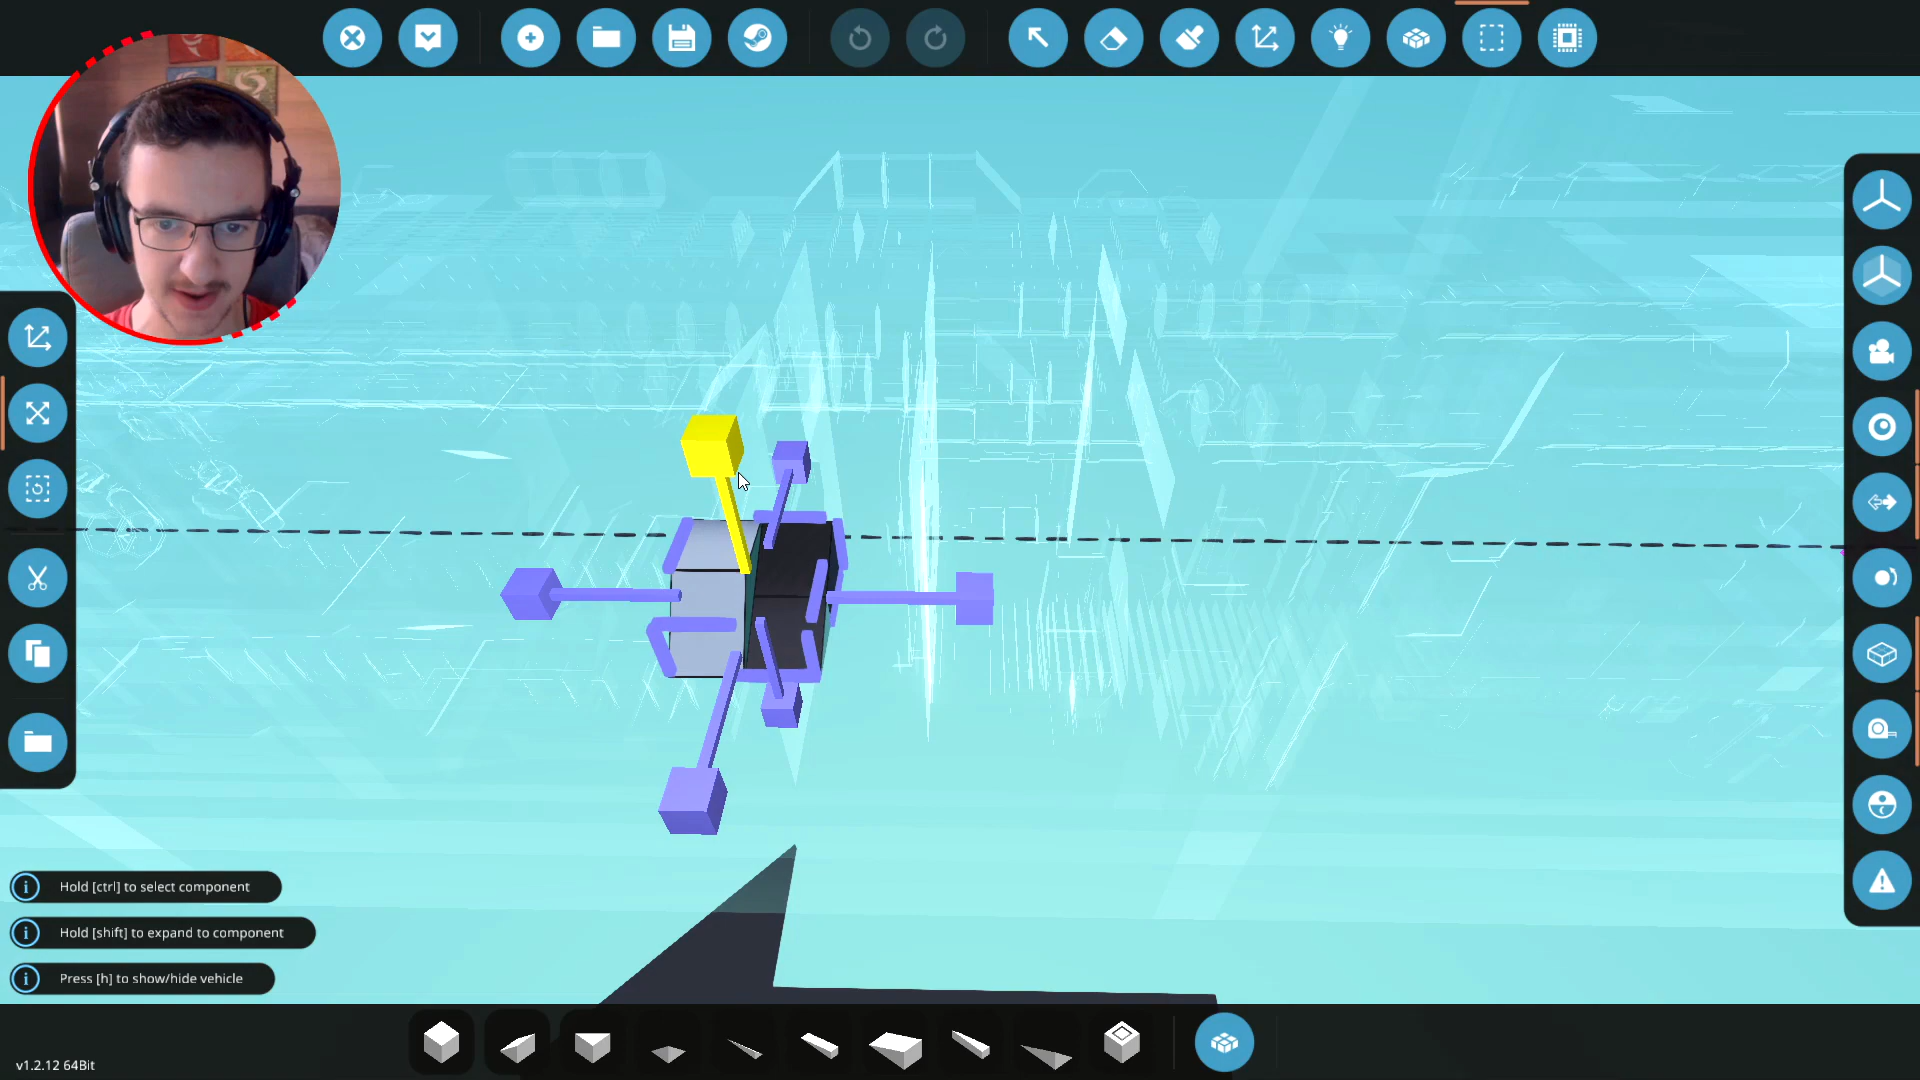 Hold [ctrl] to select component
Hold [shift] to expand to component
Press [h] to show/hide vehicle
v1.2.12 64Bit